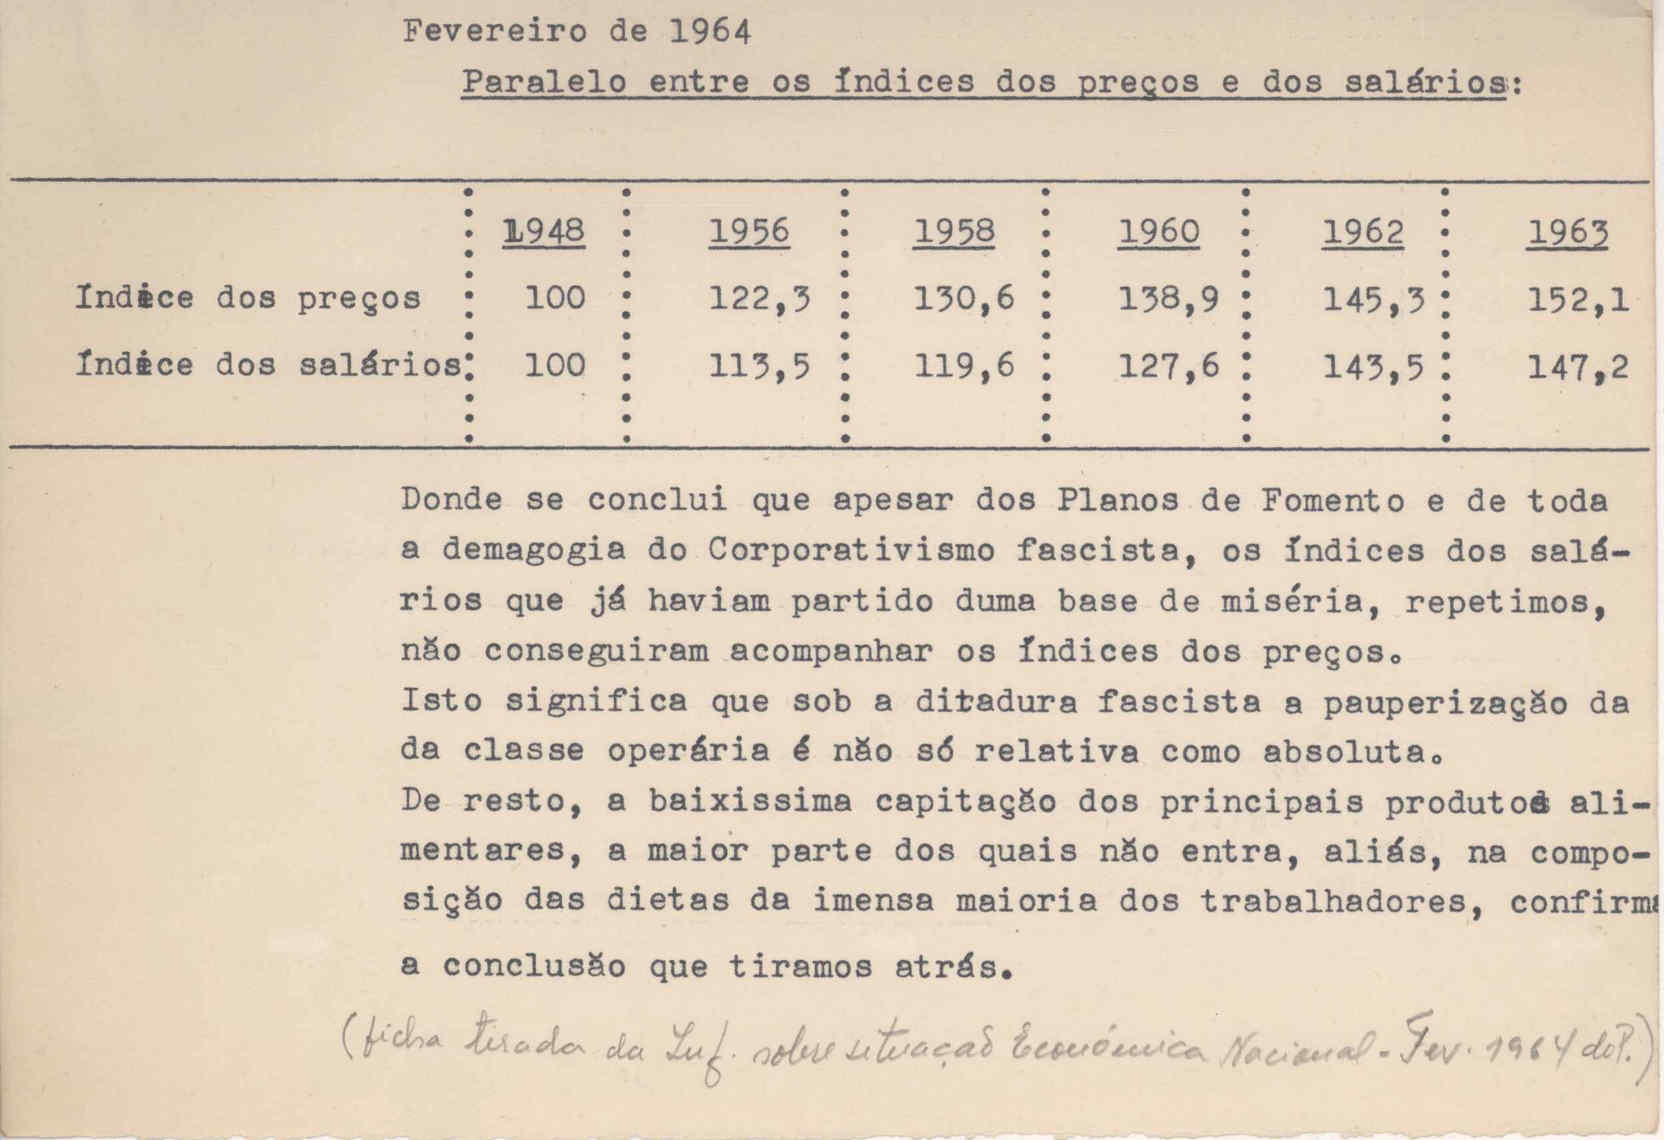 Fevereiro de 1964
Paralelo entre os índices dos preços e dos salários:
1948 1956 1958 1960 1962 1963
Índice dos preços 100 122,3 130,6 138,9 145,3 152,1
Índice dos salários 100 113,5 119,6 127,6 143,5 147,2
Donde se conclui que apesar dos Planos de Fomento e de toda
a demagogia do Corporativismo fascista, os índices dos salá-
rios que já haviam partido duma base de miséria, repetimos,
não conseguiram acompanhar os índices dos preços.
Isto significa que sob a ditadura fascista a pauperização da
da classe operária é não só relativa como absoluta.
De resto, a baixissima capitação dos principais produtos ali-
mentares, a maior parte dos quais não entra, aliás, na compo-
sição das dietas da imensa maioria dos trabalhadores, confirma
a conclusão que tiramos atrás.
(ficha tirada da Inf. sobre situação Económica Nacional - Fev. 1964 do P.)